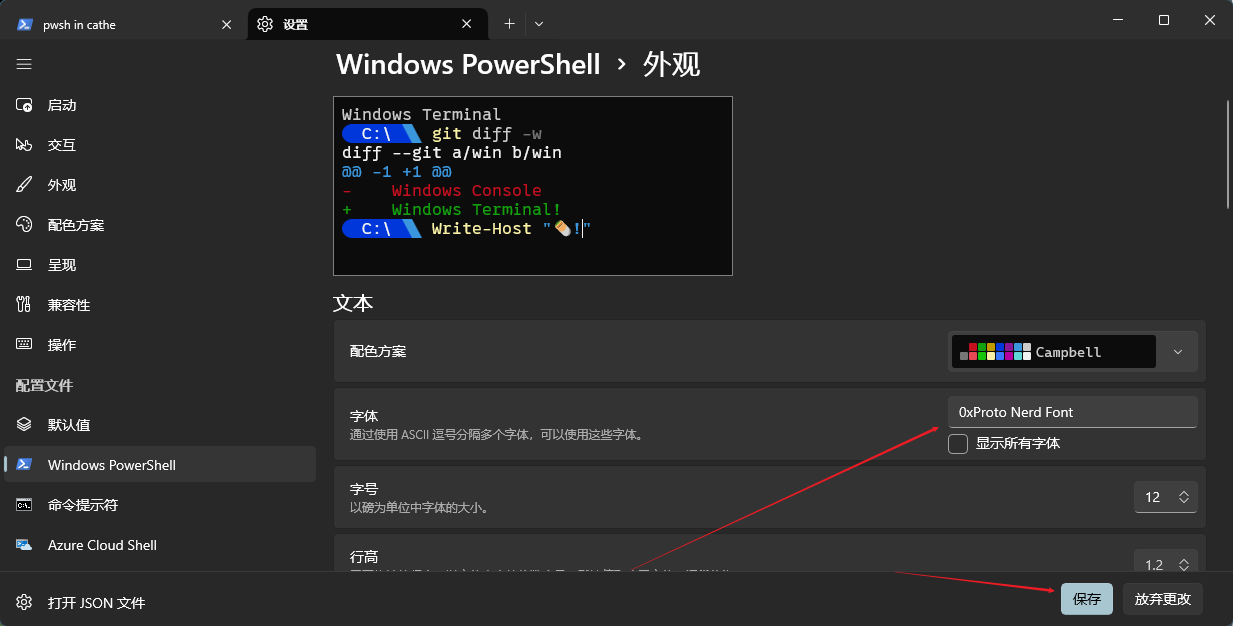 pwsh in cathe
设置
Windows PowerShell › 外观
启动
交互
外观
配色方案
呈现
兼容性
操作
配置文件
默认值
Windows PowerShell
命令提示符
Azure Cloud Shell
打开 JSON 文件
Windows Terminal
C:\ git diff -w
diff --git a/win b/win
@@ -1 +1 @@
- Windows Console
+ Windows Terminal!
C:\ Write-Host "✏️!"
文本
配色方案
Campbell
字体
通过使用 ASCII 逗号分隔多个字体，可以使用这些字体。
0xProto Nerd Font
显示所有字体
字号
以磅为单位中字体的大小。
12
行高
1.2
保存
放弃更改